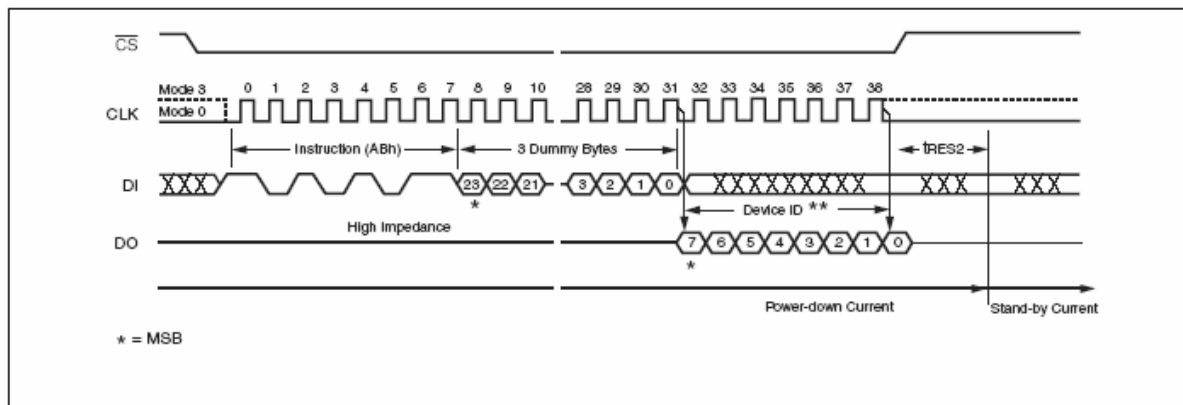 CS
Mode 3
0 1 2 3 4 5 6 7 8 9 10 28 29 30 31 32 33 34 35 36 37 38
CLK
Mode 0
Instruction (ABh)
3 Dummy Bytes
tRES2
DI
23 22 21 3 2 1 0
*
Device ID **
High Impedance
DO
7 6 5 4 3 2 1 0
*
Power-down Current
Stand-by Current
* = MSB